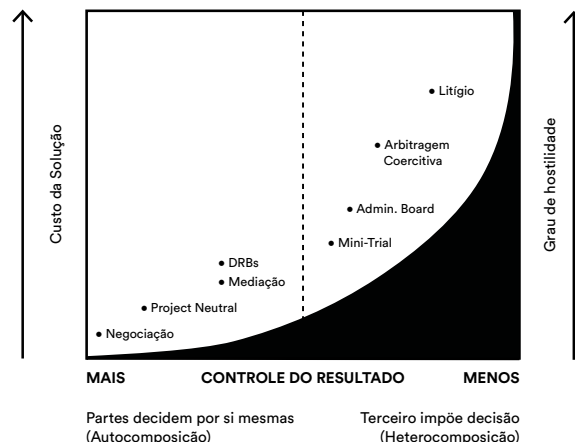 Custo da Solução
Grau de hostilidade
• Litígio
• Arbitragem
Coercitiva
• Admin. Board
• Mini-Trial
• DRBs
• Mediação
• Project Neutral
• Negociação
MAIS CONTROLE DO RESULTADO MENOS
Partes decidem por si mesmas
(Autocomposição)
Terceiro impõe decisão
(Heterocomposição)